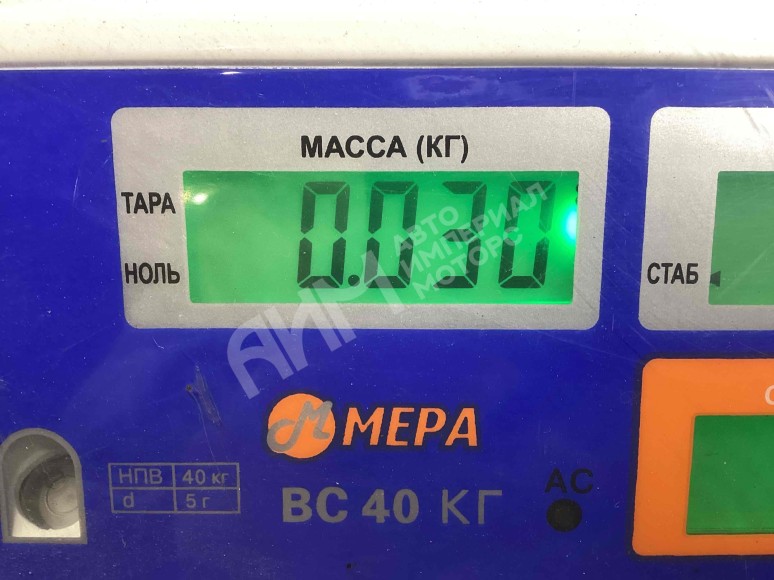 МАССА (КГ)
ТАРА
0.030
НОЛЬ
СТАБ
АИМ АВТО
ИМПЕРИАЛ
МОТОРС
МЕРА
НПВ 40 кг
d 5 г
ВС 40 КГ
АС